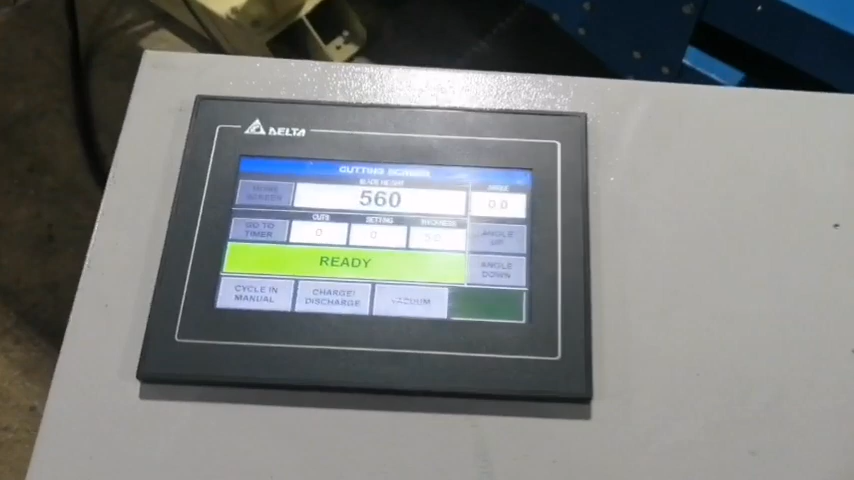 DELTA
CUTTING SCREEN
BLADE HEIGHT
560
ANGLE
0.0
GO TO
TIMER
CUTS
0
SETTING
0
THICKNESS
ANGLE
UP
READY
ANGLE
DOWN
CYCLE IN
MANUAL
CHARGE/
DISCHARGE
VACUUM